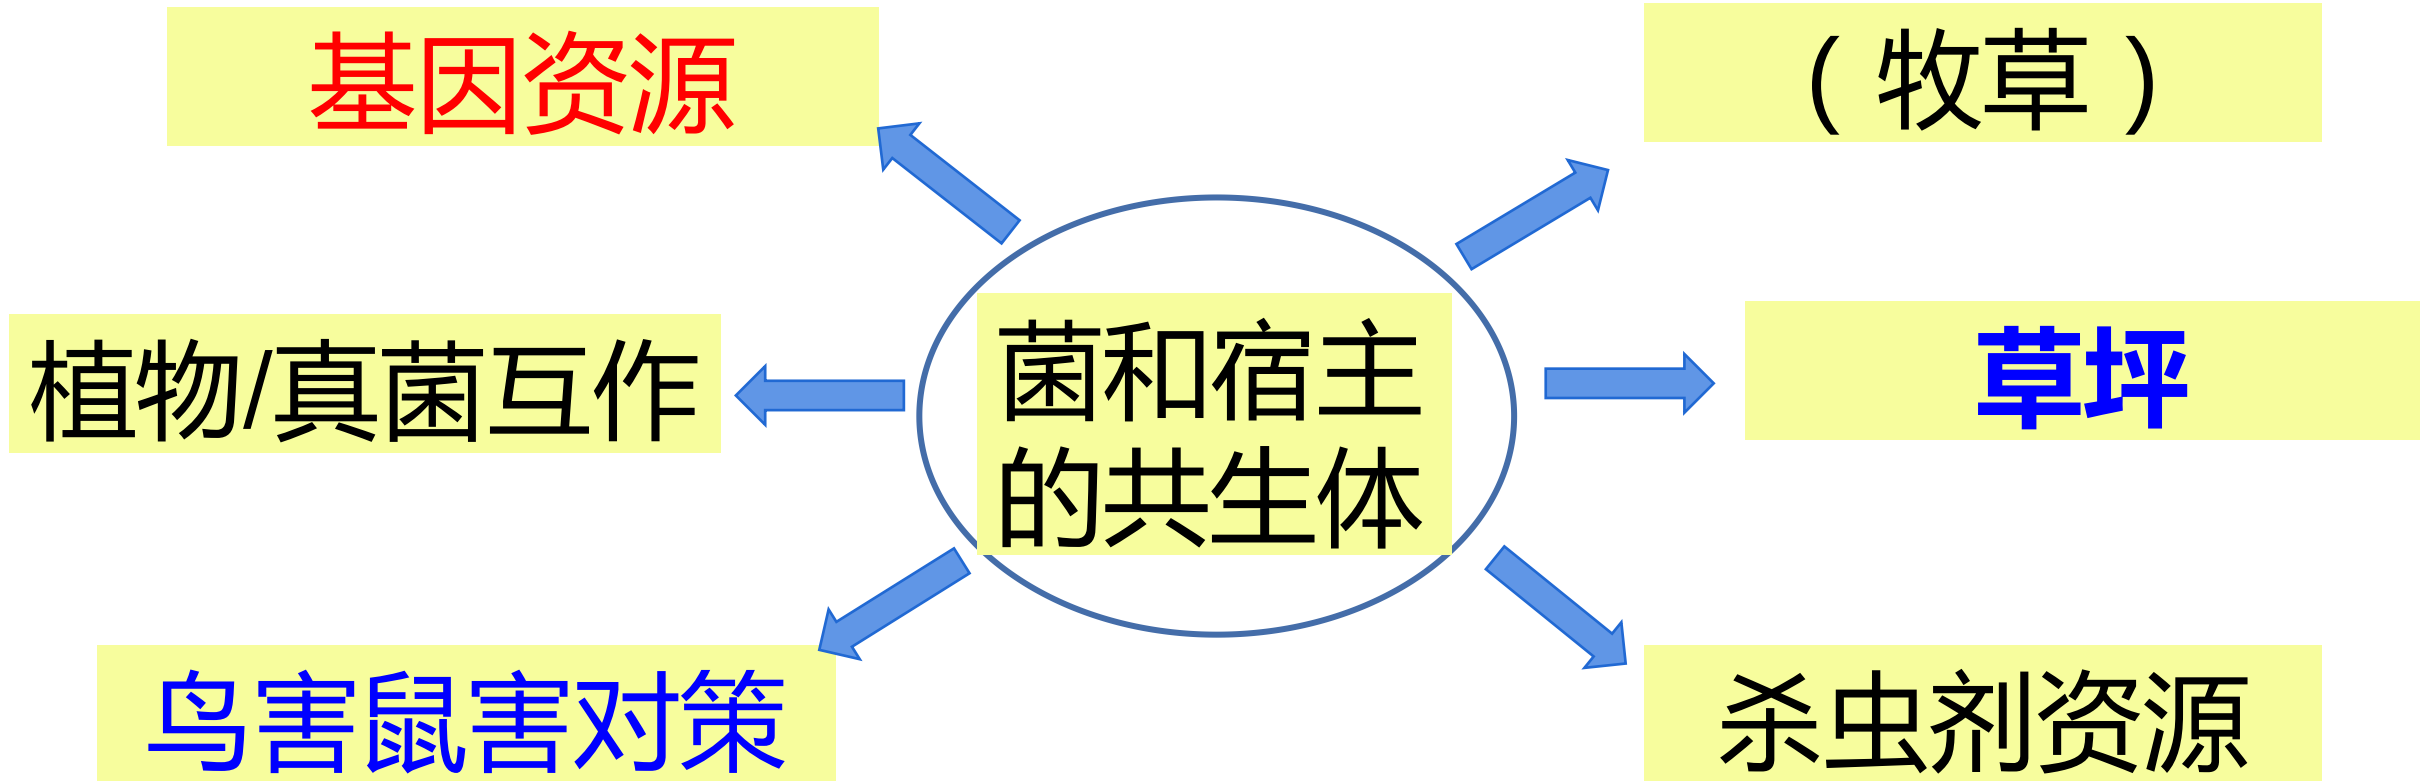 基因资源
（牧草）
植物/真菌互作
菌和宿主
的共生体
草坪
鸟害鼠害对策
杀虫剂资源